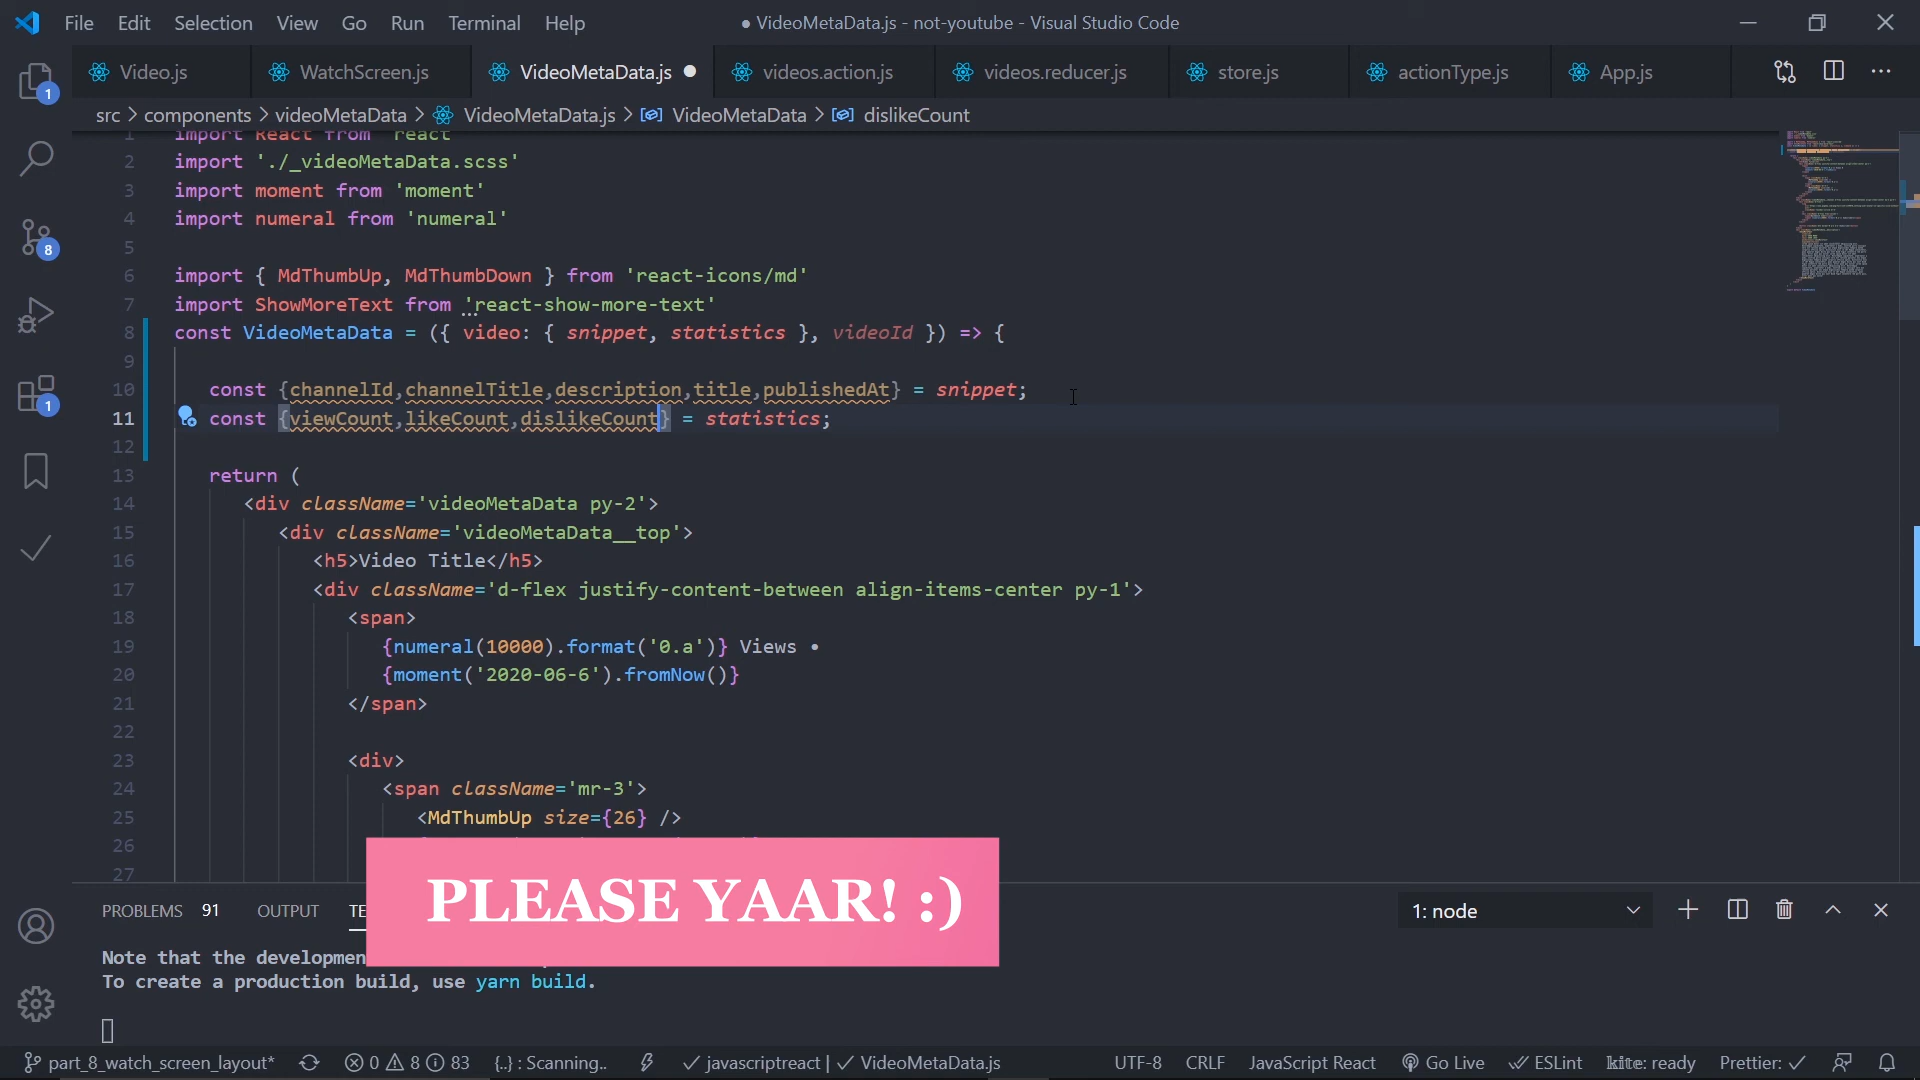 File Edit Selection View Go Run Terminal Help
● VideoMetaData.js - not-youtube - Visual Studio Code
Video.js WatchScreen.js VideoMetaData.js videos.action.js videos.reducer.js store.js actionType.js App.js
src > components > videoMetaData > VideoMetaData.js > VideoMetaData > dislikeCount
1 import React from 'react'
2 import './_videoMetaData.scss'
3 import moment from 'moment'
4 import numeral from 'numeral'
5
6 import { MdThumbUp, MdThumbDown } from 'react-icons/md'
7 import ShowMoreText from 'react-show-more-text'
8 const VideoMetaData = ({ video: { snippet, statistics }, videoId }) => {
9
10 const {channelId,channelTitle,description,title,publishedAt} = snippet;
11 const {viewCount,likeCount,dislikeCount} = statistics;
12
13 return (
14 <div className='videoMetaData py-2'>
15 <div className='videoMetaData__top'>
16 <h5>Video Title</h5>
17 <div className='d-flex justify-content-between align-items-center py-1'>
18 <span>
19 {numeral(10000).format('0.a')} Views •
20 {moment('2020-06-6').fromNow()}
21 </span>
22
23 <div>
24 <span className='mr-3'>
25 <MdThumbUp size={26} />
26
27
PLEASE YAAR! :)
PROBLEMS 91 OUTPUT TE
1: node
Note that the developmen
To create a production build, use yarn build.
part_8_watch_screen_layout* 0 8 83 {..} : Scanning.. javascriptreact | VideoMetaData.js UTF-8 CRLF JavaScript React Go Live ESLint kite: ready Prettier: ✓
1
8
1